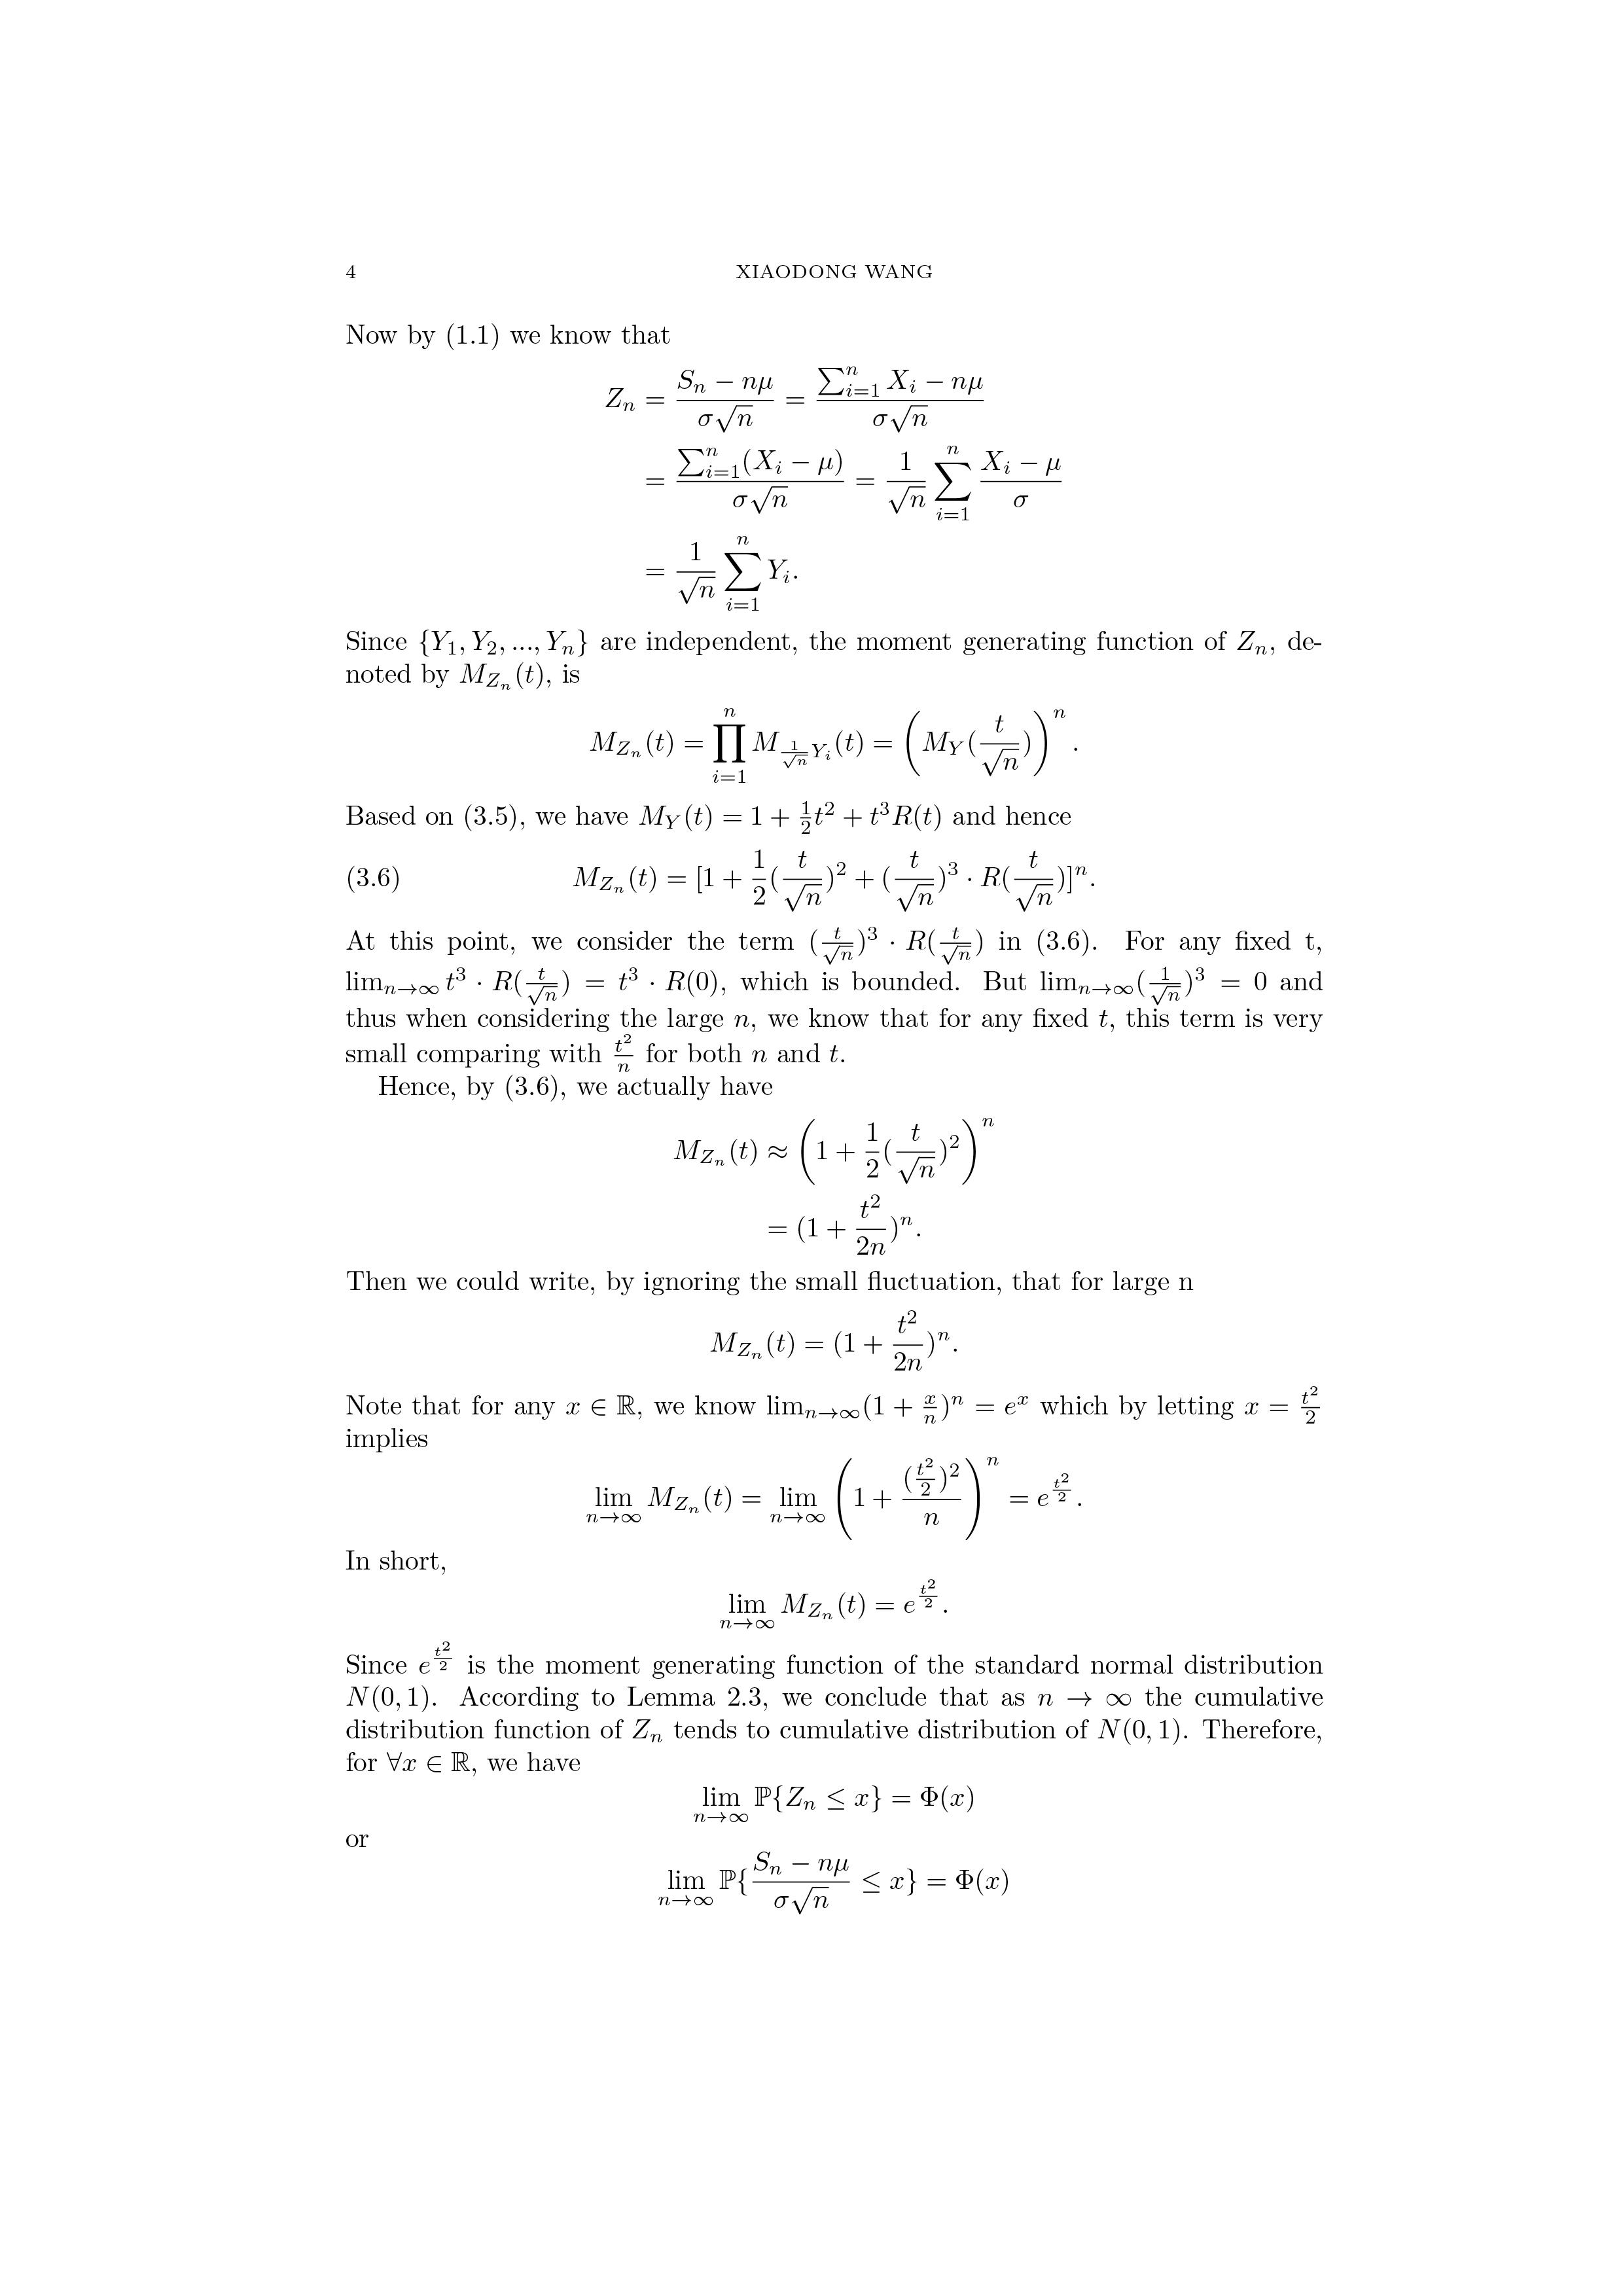 4 XIAODONG WANG
Now by (1.1) we know that
$Z_n = \frac{S_n - n\mu}{\sigma\sqrt{n}} = \frac{\sum_{i=1}^n X_i - n\mu}{\sigma\sqrt{n}}$
$= \frac{\sum_{i=1}^n (X_i - \mu)}{\sigma\sqrt{n}} = \frac{1}{\sqrt{n}} \sum_{i=1}^n \frac{X_i - \mu}{\sigma}$
$= \frac{1}{\sqrt{n}} \sum_{i=1}^n Y_i.$
Since $\{Y_1, Y_2, ..., Y_n\}$ are independent, the moment generating function of $Z_n$, de-
noted by $M_{Z_n}(t)$, is
$M_{Z_n}(t) = \prod_{i=1}^n M_{\frac{1}{\sqrt{n}} Y_i}(t) = \left( M_Y(\frac{t}{\sqrt{n}}) \right)^n.$
Based on (3.5), we have $M_Y(t) = 1 + \frac{1}{2}t^2 + t^3 R(t)$ and hence
(3.6) $M_{Z_n}(t) = [1 + \frac{1}{2}(\frac{t}{\sqrt{n}})^2 + (\frac{t}{\sqrt{n}})^3 \cdot R(\frac{t}{\sqrt{n}})]^n.$
At this point, we consider the term $(\frac{t}{\sqrt{n}})^3 \cdot R(\frac{t}{\sqrt{n}})$ in (3.6). For any fixed t,
$\lim_{n\to\infty} t^3 \cdot R(\frac{t}{\sqrt{n}}) = t^3 \cdot R(0)$, which is bounded. But $\lim_{n\to\infty} (\frac{1}{\sqrt{n}})^3 = 0$ and
thus when considering the large $n$, we know that for any fixed $t$, this term is very
small comparing with $\frac{t^2}{n}$ for both $n$ and $t$.
Hence, by (3.6), we actually have
$M_{Z_n}(t) \approx \left( 1 + \frac{1}{2}(\frac{t}{\sqrt{n}})^2 \right)^n$
$= (1 + \frac{t^2}{2n})^n.$
Then we could write, by ignoring the small fluctuation, that for large n
$M_{Z_n}(t) = (1 + \frac{t^2}{2n})^n.$
Note that for any $x \in \mathbb{R}$, we know $\lim_{n\to\infty} (1 + \frac{x}{n})^n = e^x$ which by letting $x = \frac{t^2}{2}$
implies
$\lim_{n\to\infty} M_{Z_n}(t) = \lim_{n\to\infty} \left( 1 + \frac{(\frac{t^2}{2})^2}{n} \right)^n = e^{\frac{t^2}{2}}.$
In short,
$\lim_{n\to\infty} M_{Z_n}(t) = e^{\frac{t^2}{2}}.$
Since $e^{\frac{t^2}{2}}$ is the moment generating function of the standard normal distribution
$N(0, 1)$. According to Lemma 2.3, we conclude that as $n \to \infty$ the cumulative
distribution function of $Z_n$ tends to cumulative distribution of $N(0, 1)$. Therefore,
for $\forall x \in \mathbb{R}$, we have
$\lim_{n\to\infty} \mathbb{P}\{Z_n \leq x\} = \Phi(x)$
or
$\lim_{n\to\infty} \mathbb{P}\{\frac{S_n - n\mu}{\sigma\sqrt{n}} \leq x\} = \Phi(x)$